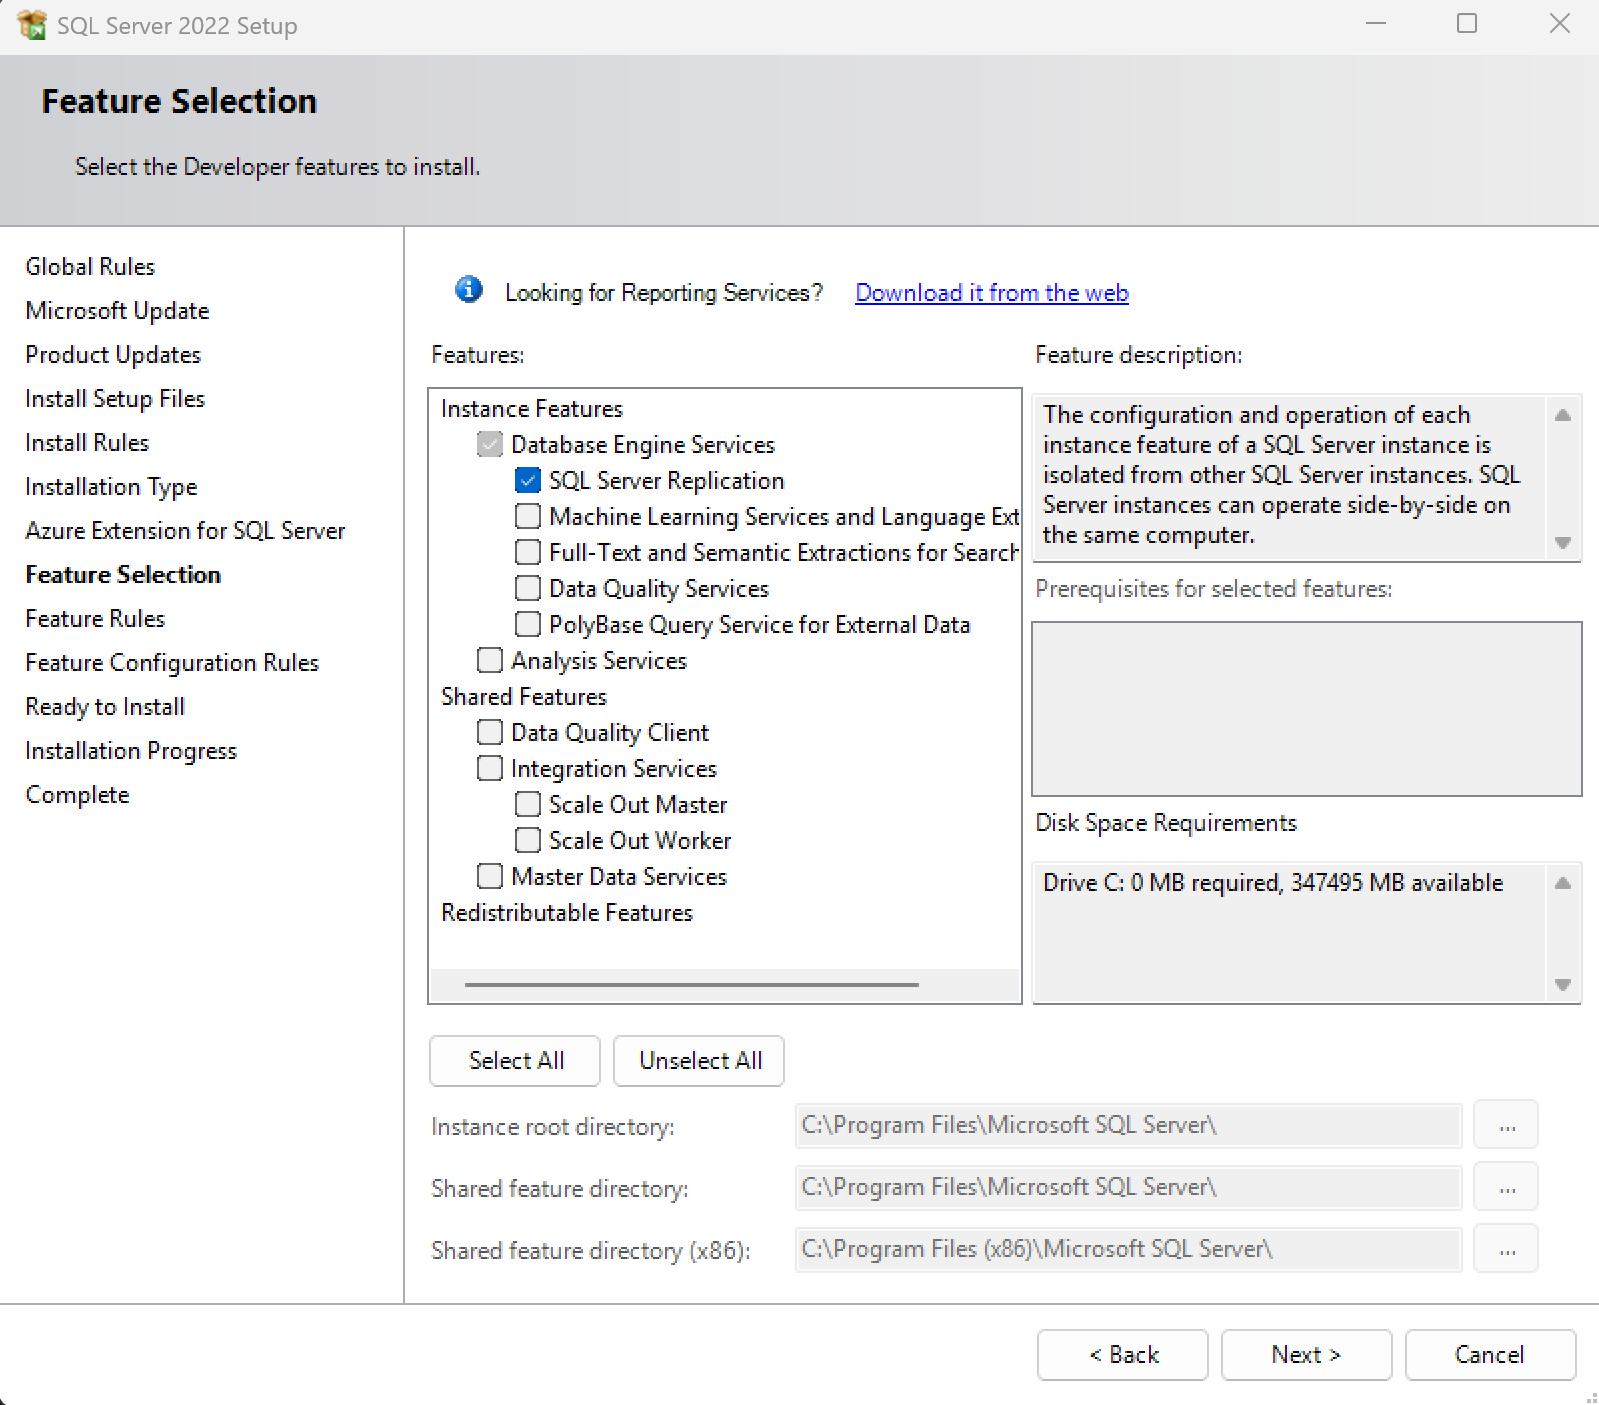 SQL Server 2022 Setup
Feature Selection
Select the Developer features to install.
Global Rules
Microsoft Update
Product Updates
Install Setup Files
Install Rules
Installation Type
Azure Extension for SQL Server
Feature Selection
Feature Rules
Feature Configuration Rules
Ready to Install
Installation Progress
Complete
Looking for Reporting Services? Download it from the web
Features:
Instance Features
Database Engine Services
SQL Server Replication
Machine Learning Services and Language Ext
Full-Text and Semantic Extractions for Search
Data Quality Services
PolyBase Query Service for External Data
Analysis Services
Shared Features
Data Quality Client
Integration Services
Scale Out Master
Scale Out Worker
Master Data Services
Redistributable Features
Feature description:
The configuration and operation of each
instance feature of a SQL Server instance is
isolated from other SQL Server instances. SQL
Server instances can operate side-by-side on
the same computer.
Prerequisites for selected features:
Disk Space Requirements
Drive C: 0 MB required, 347495 MB available
Select All
Unselect All
Instance root directory: C:\Program Files\Microsoft SQL Server\ ...
Shared feature directory: C:\Program Files\Microsoft SQL Server\ ...
Shared feature directory (x86): C:\Program Files (x86)\Microsoft SQL Server\ ...
< Back
Next >
Cancel